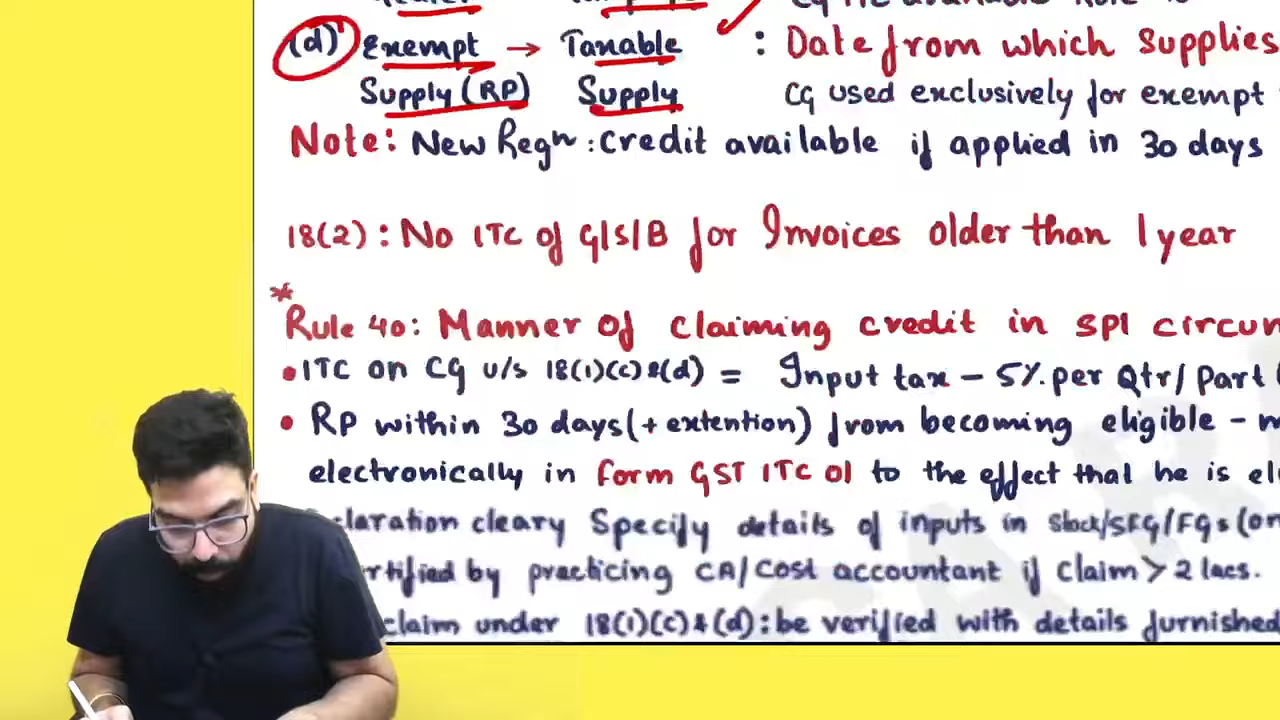 (d) Exempt → Taxable : Date from which supplies
Supply (RP) Supply CG used exclusively for exempt
Note: New Regn : Credit available if applied in 30 days
18(2) : No ITC of G/S/B for Invoices older than 1 year
*
Rule 40: Manner of claiming credit in spl circum
• ITC on CG u/s 18(1)(c)&(d) = Input tax - 5% per Qtr/ Part
• RP within 30 days (+ extention) from becoming eligible -
electronically in form GST ITC 01 to the effect that he is
claration cleary Specify details of inputs in Stock/SFG/FGs
rtified by practicing CA/Cost accountant if claim > 2 lacs.
claim under 18(1)(c)&(d) : be verified with details furnished